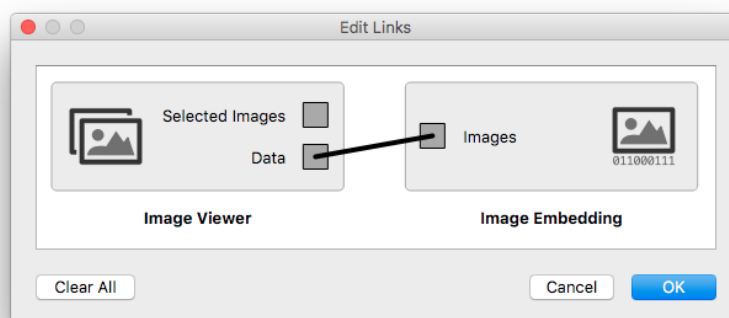 Edit Links
Selected Images
Data
Images
011000111
Image Viewer
Image Embedding
Clear All
Cancel
OK